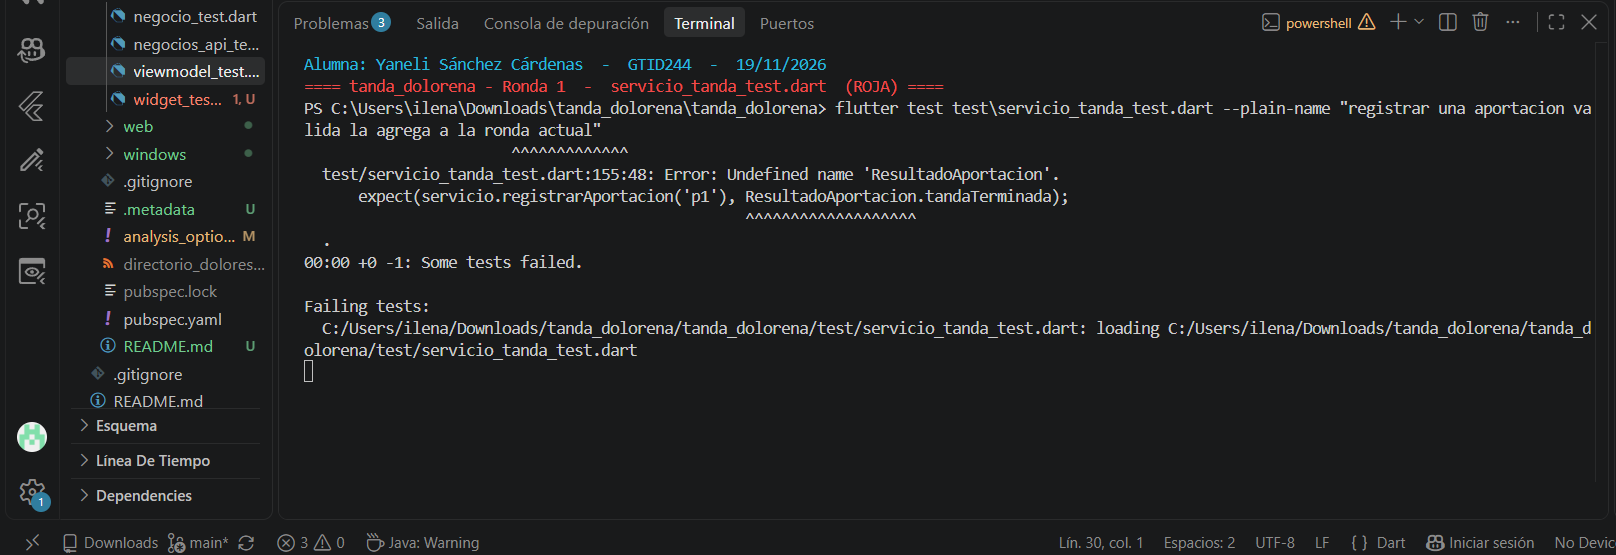 negocio_test.dart
negocios_api_te...
viewmodel_test....
widget_tes... 1, U
web
windows
.gitignore
.metadata U
analysis_optio... M
directorio_dolores...
pubspec.lock
pubspec.yaml
README.md U
.gitignore
README.md
Esquema
Línea De Tiempo
Dependencies
1
Problemas 3 Salida Consola de depuración Terminal Puertos
powershell
Alumna: Yaneli Sánchez Cárdenas - GTID244 - 19/11/2026
==== tanda_dolorena - Ronda 1 - servicio_tanda_test.dart (ROJA) ====
PS C:\Users\ilena\Downloads\tanda_dolorena\tanda_dolorena> flutter test test\servicio_tanda_test.dart --plain-name "registrar una aportacion va
lida la agrega a la ronda actual"
^^^^^^^^^^^^^
test/servicio_tanda_test.dart:155:48: Error: Undefined name 'ResultadoAportacion'.
expect(servicio.registrarAportacion('p1'), ResultadoAportacion.tandaTerminada);
^^^^^^^^^^^^^^^^^^^
.
00:00 +0 -1: Some tests failed.
Failing tests:
C:/Users/ilena/Downloads/tanda_dolorena/tanda_dolorena/test/servicio_tanda_test.dart: loading C:/Users/ilena/Downloads/tanda_dolorena/tanda_d
olorena/test/servicio_tanda_test.dart
Downloads main* 3 0 Java: Warning Lín. 30, col. 1 Espacios: 2 UTF-8 LF { } Dart Iniciar sesión No Devic